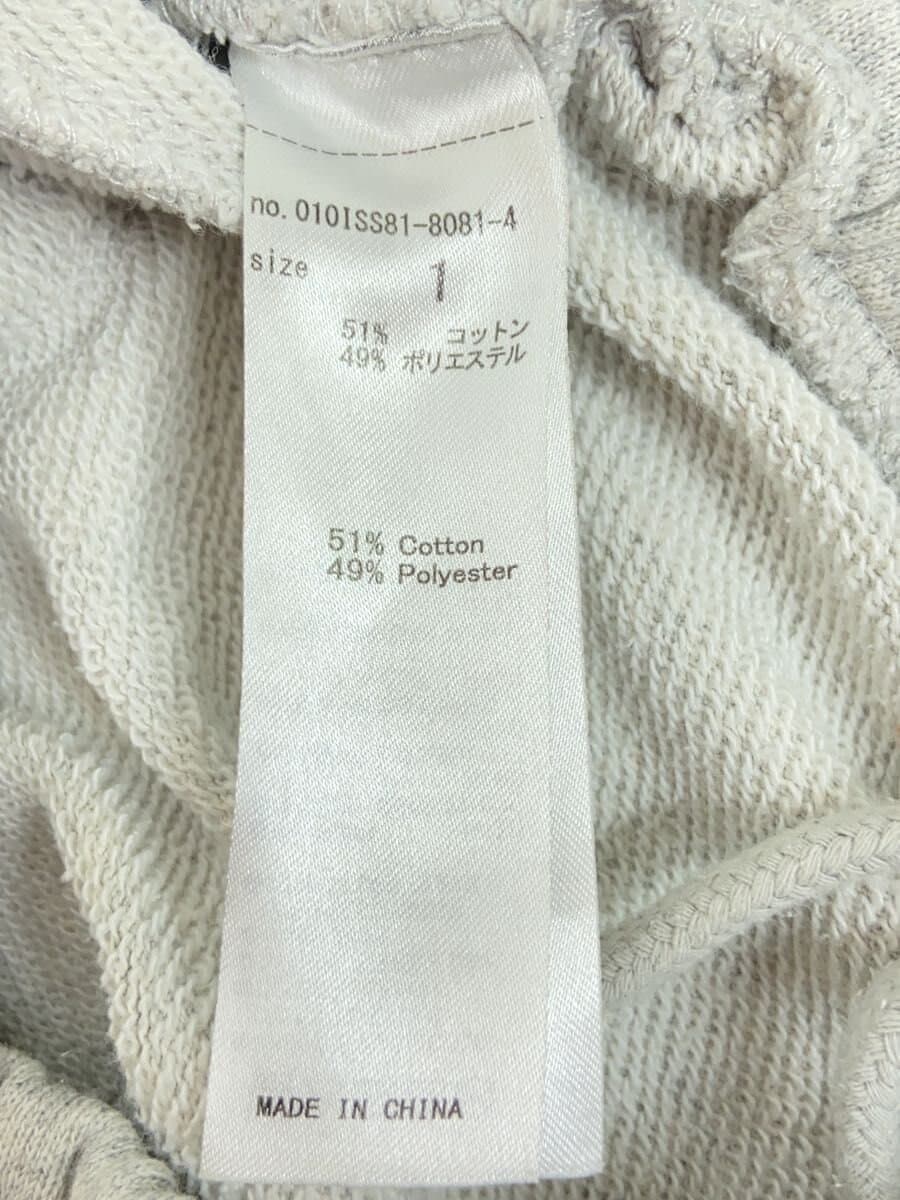 no. 010ISS81-8081-4
size 1
51% コットン
49% ポリエステル
51% Cotton
49% Polyester
MADE IN CHINA